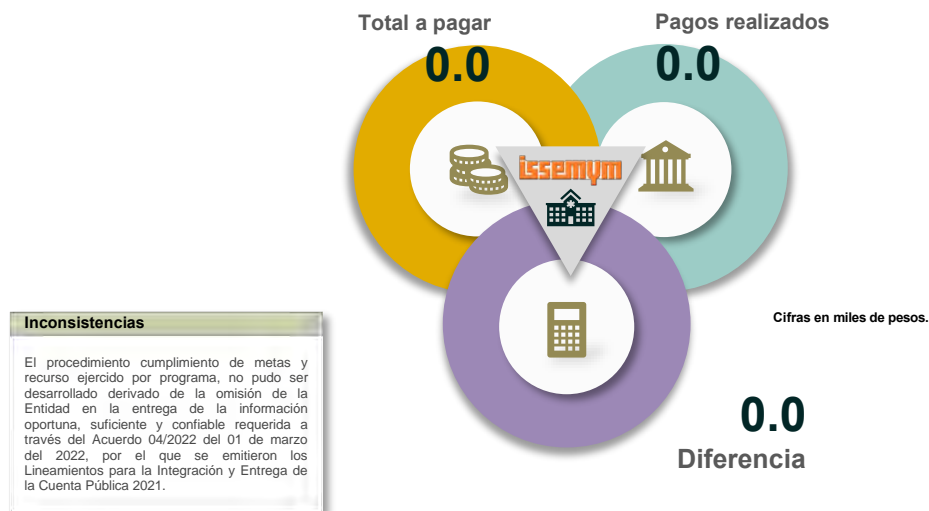 Total a pagar
0.0
Pagos realizados
0.0
issemym
Cifras en miles de pesos.
0.0
Diferencia
Inconsistencias
El procedimiento cumplimiento de metas y
recurso ejercido por programa, no pudo ser
desarrollado derivado de la omisión de la
Entidad en la entrega de la información
oportuna, suficiente y confiable requerida a
través del Acuerdo 04/2022 del 01 de marzo
del 2022, por el que se emitieron los
Lineamientos para la Integración y Entrega de
la Cuenta Pública 2021.